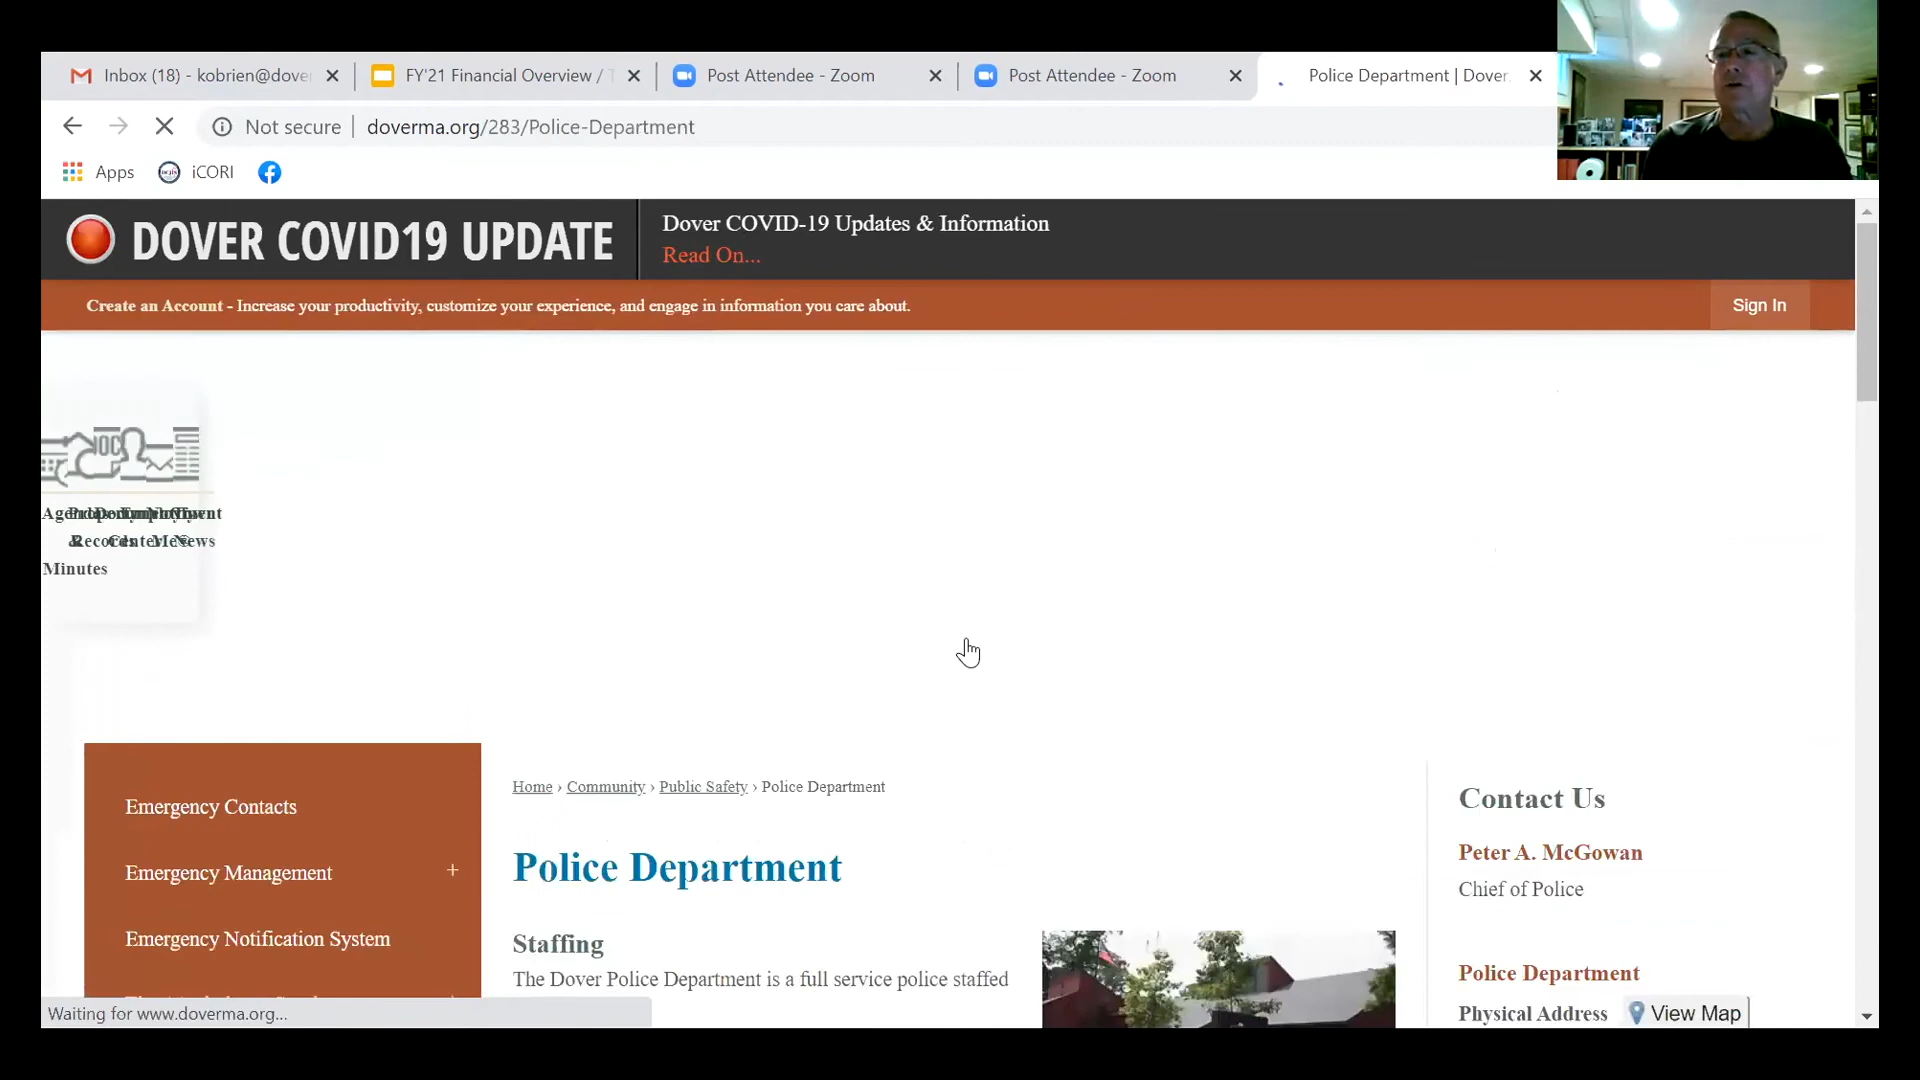 Inbox (18) - kobrien@dove
FY'21 Financial Overview / T
Post Attendee - Zoom
Post Attendee - Zoom
Police Department | Dover
Not secure
doverma.org/283/Police-Department
Apps
iCORI
DOVER COVID19 UPDATE
Dover COVID-19 Updates & Information
Read On...
Create an Account - Increase your productivity, customize your experience, and engage in information you care about.
Sign In
Minutes
Emergency Contacts
Emergency Management +
Emergency Notification System
Home › Community › Public Safety › Police Department
Police Department
Staffing
The Dover Police Department is a full service police staffed
Contact Us
Peter A. McGowan
Chief of Police
Police Department
Physical Address
View Map
Waiting for www.doverma.org...